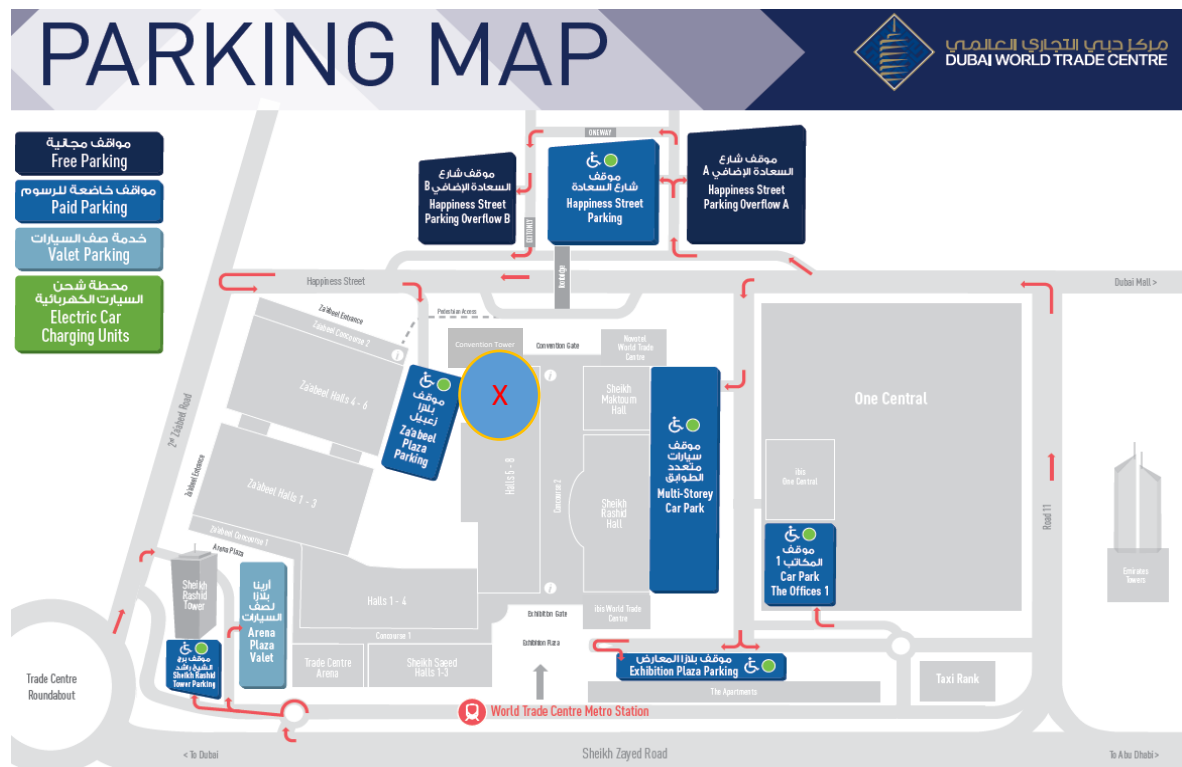 PARKING MAP
مركز دبي التجاري العالمي
DUBAI WORLD TRADE CENTRE
مواقف مجانية
Free Parking
مواقف خاضعة للرسوم
Paid Parking
خدمة صف السيارات
Valet Parking
محطة شحن
السيارت الكهربائية
Electric Car
Charging Units
ONEWAY
موقف شارع
السعادة الإضافي B
Happiness Street
Parking Overflow B
موقف
شارع السعادة
Happiness Street
Parking
موقف شارع
السعادة الإضافي A
Happiness Street
Parking Overflow A
Happiness Street
Dubai Mall >
Za'abeel Entrance
Zaabeel Concourse 2
Pedestrian Access
Convention Tower
Convention Gate
Novotel
World Trade
Centre
i
i
X
Za'abeel Halls 4 - 6
موقف
بلازا
زعبيل
Za'abeel
Plaza
Parking
Sheikh
Maktoum
Hall
One Central
2nd Za'abeel Road
موقف
سيارات
متعدد
الطوابق
Multi-Storey
Car Park
Za'abeel Entrance
Za'abeel Halls 1 - 3
Halls 5 - 8
Concourse 2
Sheikh
Rashid
Hall
ibis
One Central
Road 11
Zaabeel Concourse 1
Arena Plaza
موقف
المكاتب 1
Car Park
The Offices 1
Emirates
Towers
Sheikh
Rashid
Tower
أرينا
بلازا
لصف
السيارات
Arena
Plaza
Valet
Halls 1 - 4
i
ibis World Trade
Centre
Exhibition Gate
Concourse 1
Exhibition Plaza
موقف برج
الشيخ راشد
Sheikh Rashid
Tower Parking
Trade Centre
Arena
Sheikh Saeed
Halls 1-3
موقف بلازا المعارض
Exhibition Plaza Parking
The Apartments
Taxi Rank
Trade Centre
Roundabout
World Trade Centre Metro Station
< To Dubai
Sheikh Zayed Road
To Abu Dhabi >